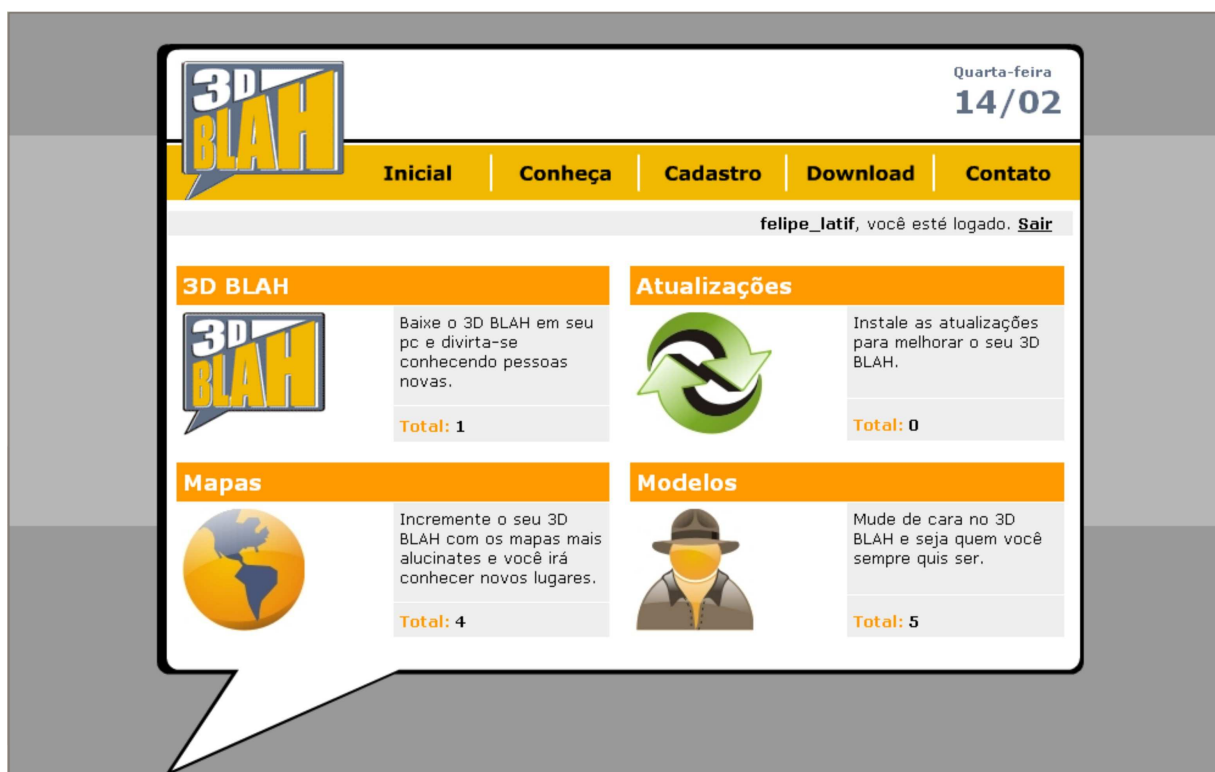 3D
BLAH
Quarta-feira
14/02
Inicial
Conheça
Cadastro
Download
Contato
felipe_latif, você esté logado. Sair
3D BLAH
3D
BLAH
Baixe o 3D BLAH em seu
pc e divirta-se
conhecendo pessoas
novas.
Total: 1
Atualizações
Instale as atualizações
para melhorar o seu 3D
BLAH.
Total: 0
Mapas
Incremente o seu 3D
BLAH com os mapas mais
alucinates e você irá
conhecer novos lugares.
Total: 4
Modelos
Mude de cara no 3D
BLAH e seja quem você
sempre quis ser.
Total: 5